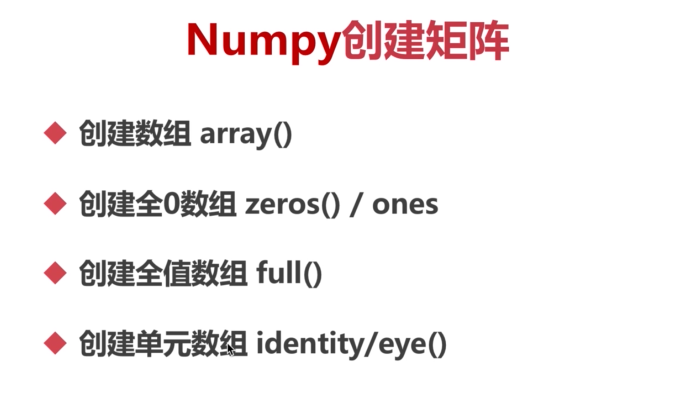 Numpy创建矩阵
创建数组 array()
创建全0数组 zeros() / ones
创建全值数组 full()
创建单元数组 identity/eye()